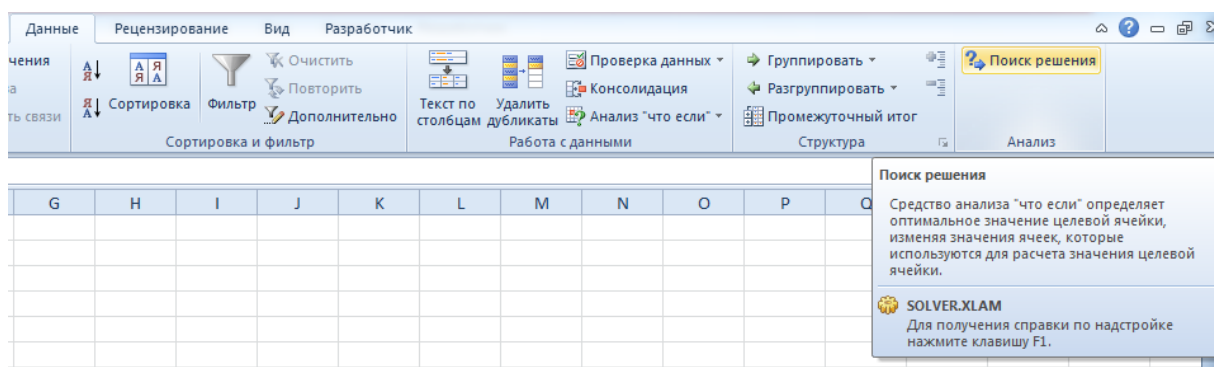 Данные Рецензирование Вид Разработчик
чения
а
ть связи
Сортировка
Фильтр
Очистить
Повторить
Дополнительно
Сортировка и фильтр
Текст по
столбцам
Удалить
дубликаты
Проверка данных
Консолидация
Анализ "что если"
Работа с данными
Группировать
Разгруппировать
Промежуточный итог
Структура
Поиск решения
Анализ
G H I J K L M N O P Q
Поиск решения
Средство анализа "что если" определяет
оптимальное значение целевой ячейки,
изменяя значения ячеек, которые
используются для расчета значения целевой
ячейки.
SOLVER.XLAM
Для получения справки по надстройке
нажмите клавишу F1.